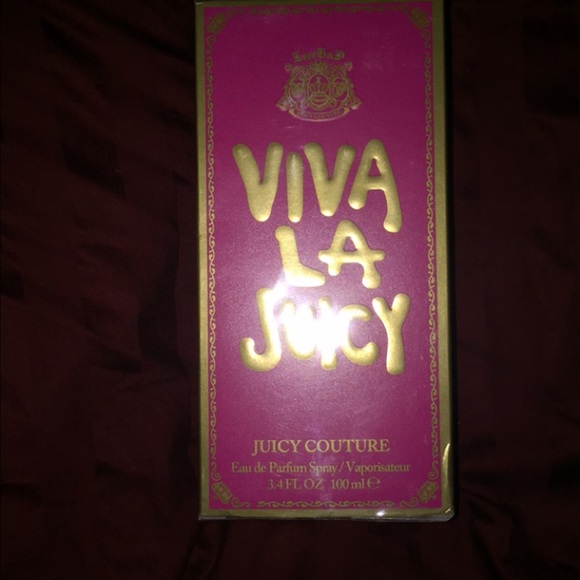 VIVA
LA
JUICY
JUICY COUTURE
Eau de Parfum Spray/Vaporisateur
3.4 FL OZ 100 ml ℮